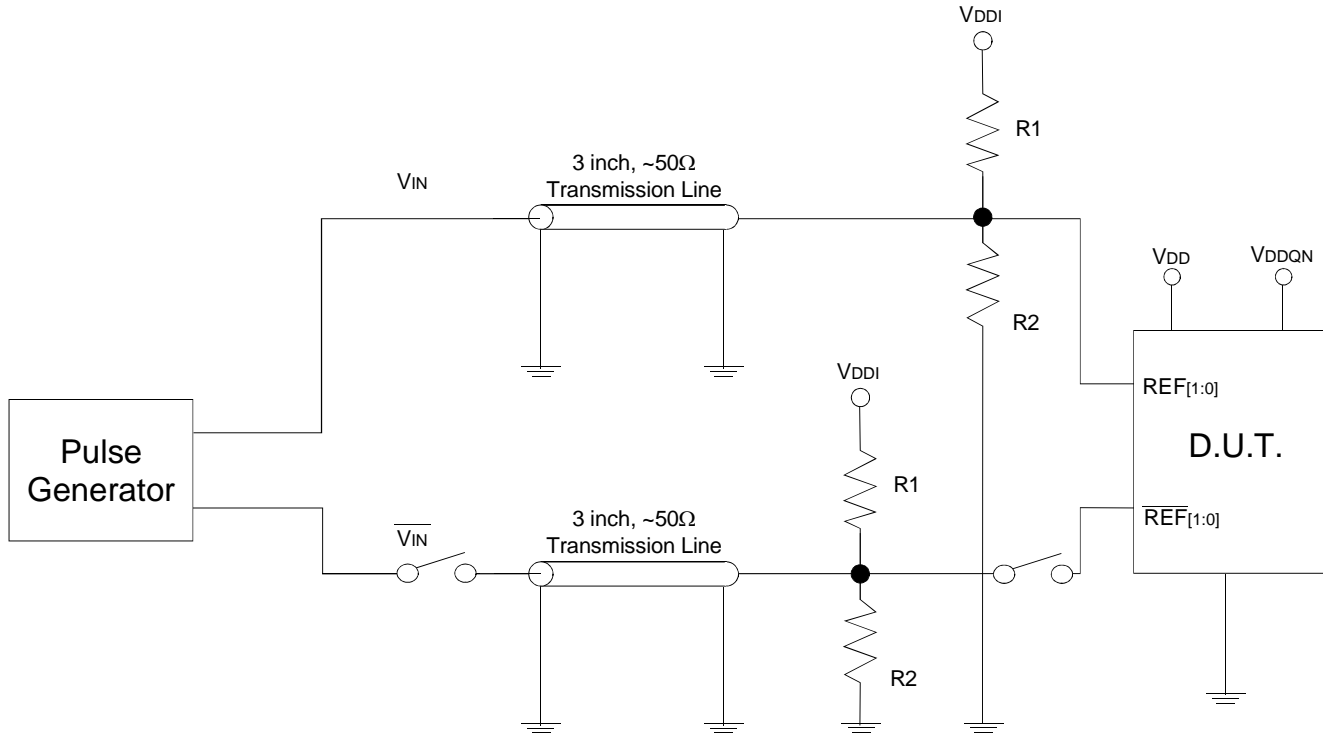 VDDI
R1
3 inch, ~50Ω
Transmission Line
VIN
R2
VDD
VDDQN
REF[1:0]
D.U.T.
REF[1:0]
VDDI
R1
Pulse
Generator
VIN
3 inch, ~50Ω
Transmission Line
R2